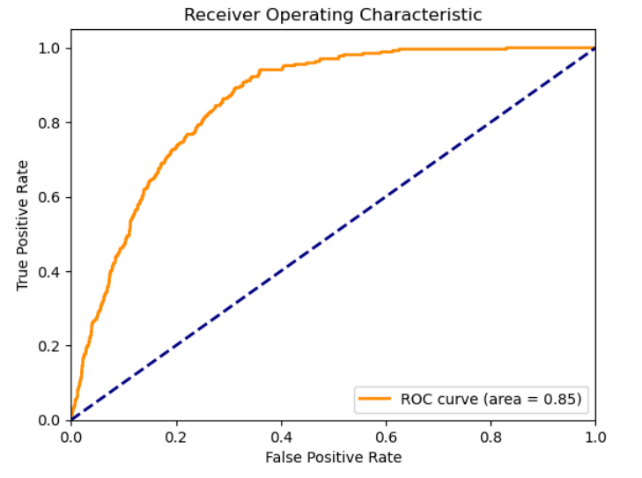 Receiver Operating Characteristic
True Positive Rate
1.0
0.8
0.6
0.4
0.2
0.0
ROC curve (area = 0.85)
0.0 0.2 0.4 0.6 0.8 1.0
False Positive Rate